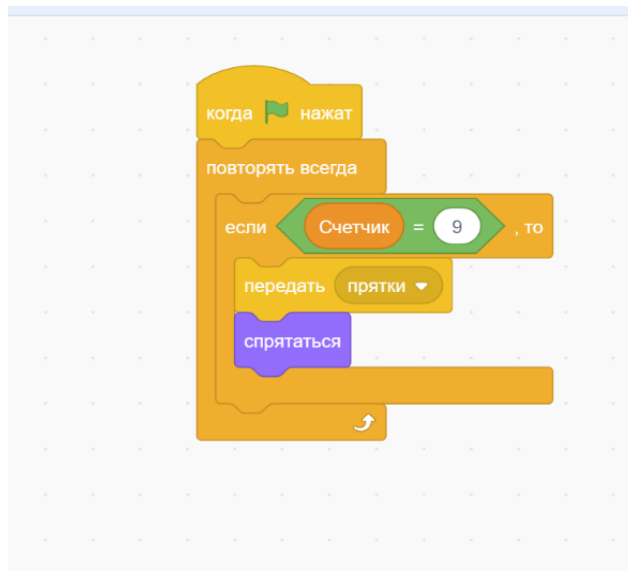 когда нажат
повторять всегда
если Счетчик = 9 , то
передать прятки
спрятаться